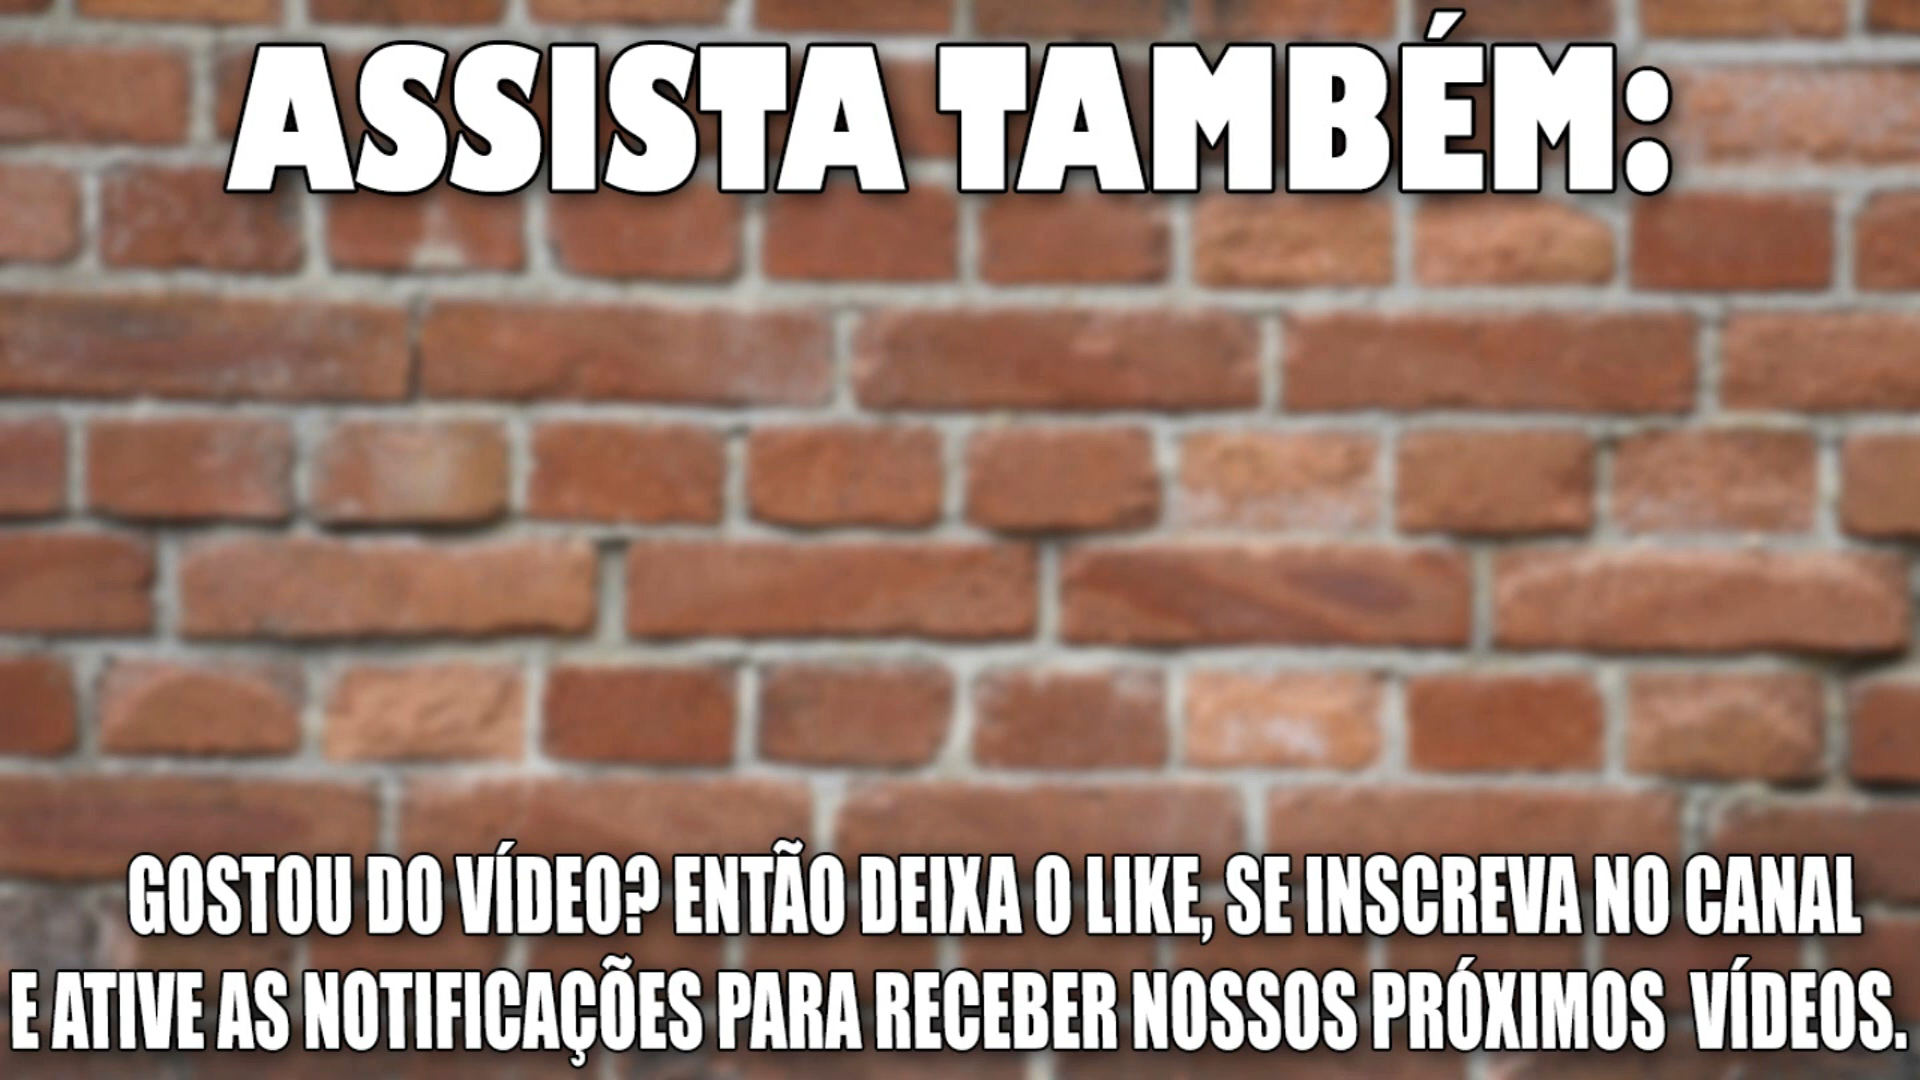 ASSISTA TAMBÉM:
GOSTOU DO VÍDEO? ENTÃO DEIXA O LIKE, SE INSCREVA NO CANAL
E ATIVE AS NOTIFICAÇÕES PARA RECEBER NOSSOS PRÓXIMOS VÍDEOS.